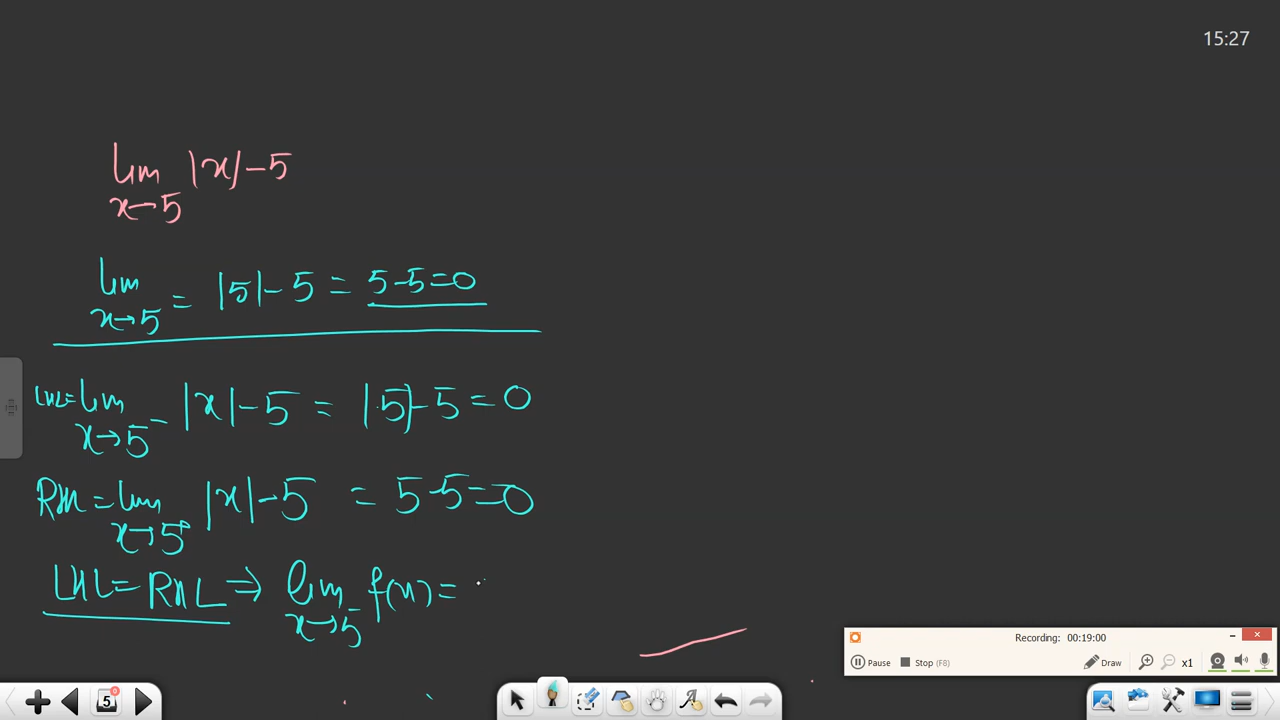 15:27
lim |x|-5
x→5
lim = |5|-5 = 5-5=0
x→5
LHL=lim |x|-5 = |5|-5=0
x→5⁻
RHL=lim |x|-5 = 5-5=0
x→5⁺
LHL=RHL ⇒ lim f(x)=
x→5
Recording: 00:19:00
Pause Stop (F8) Draw x1
5 0